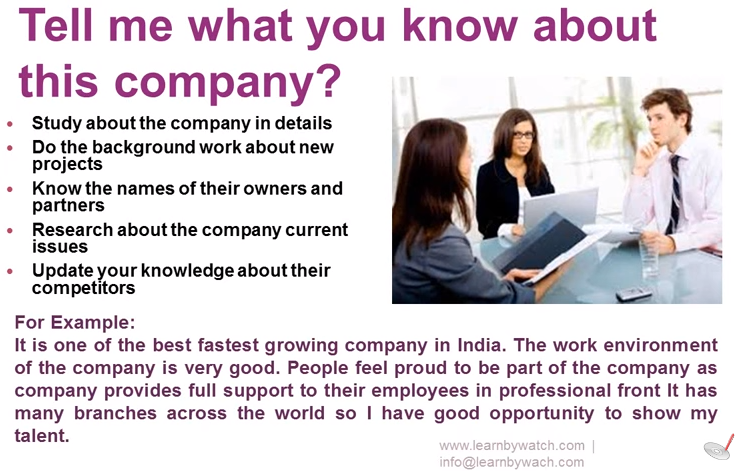 Tell me what you know about
this company?
• Study about the company in details
• Do the background work about new
projects
• Know the names of their owners and
partners
• Research about the company current
issues
• Update your knowledge about their
competitors
For Example:
It is one of the best fastest growing company in India. The work environment
of the company is very good. People feel proud to be part of the company as
company provides full support to their employees in professional front It has
many branches across the world so I have good opportunity to show my
talent.
www.learnbywatch.com |
info@learnbywach.com